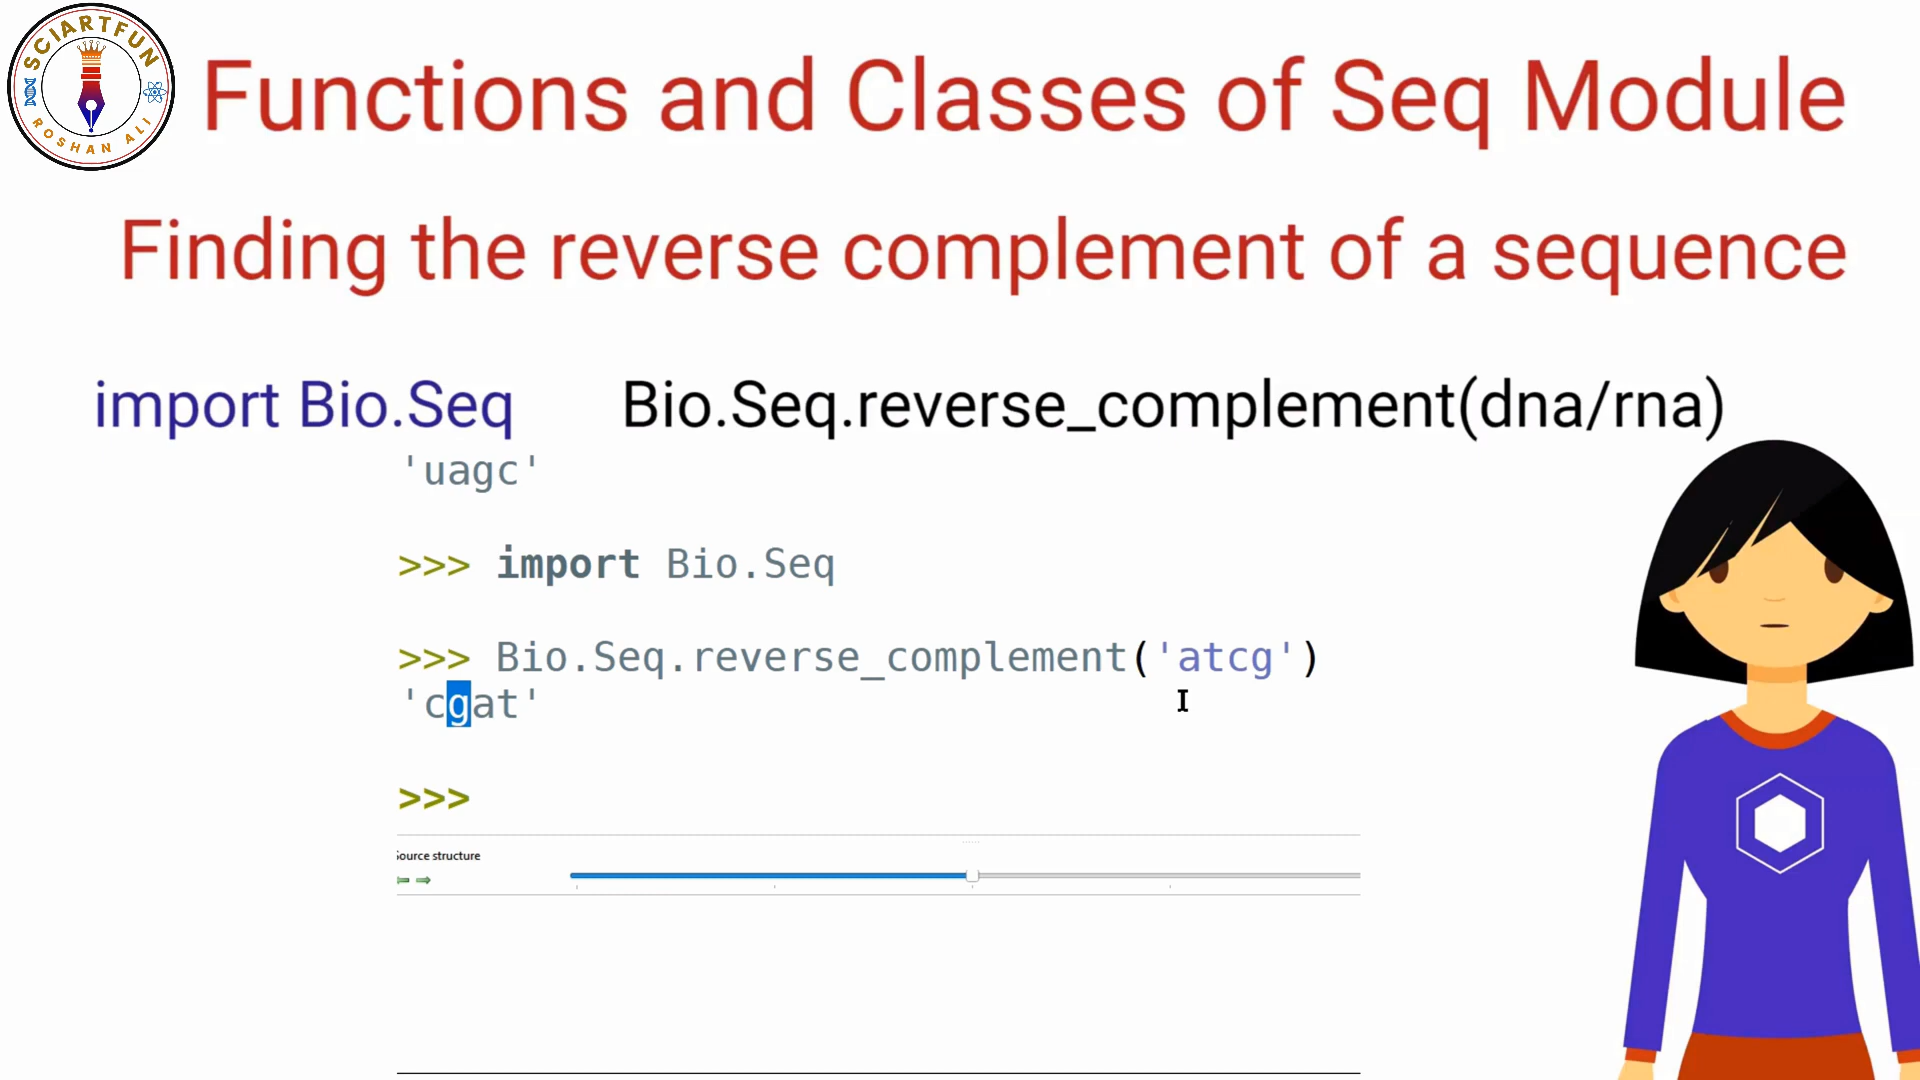 SCIARTFUN
ROSHAN ALI
Functions and Classes of Seq Module
Finding the reverse complement of a sequence
import Bio.Seq Bio.Seq.reverse_complement(dna/rna)
'uagc'
>>> import Bio.Seq
>>> Bio.Seq.reverse_complement('atcg')
'cgat'
>>>
Source structure